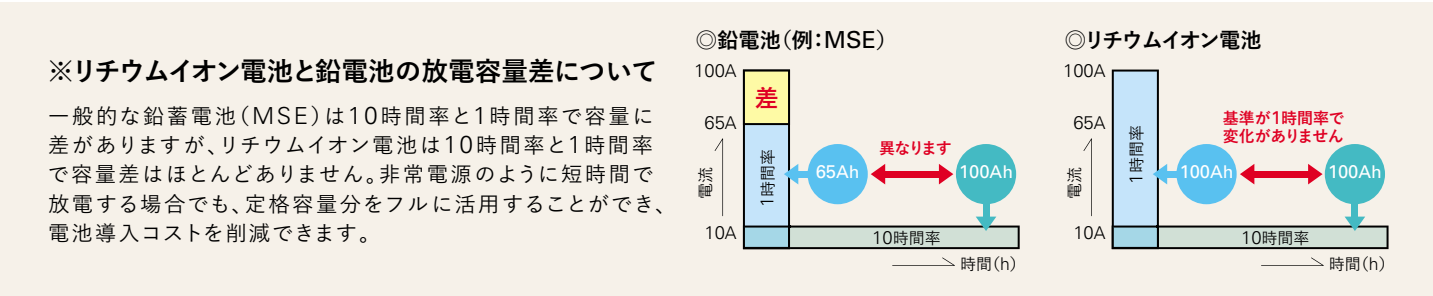 ※リチウムイオン電池と鉛電池の放電容量差について
一般的な鉛蓄電池（MSE）は10時間率と1時間率で容量に
差がありますが、リチウムイオン電池は10時間率と1時間率
で容量差はほとんどありません。非常電源のように短時間で
放電する場合でも、定格容量分をフルに活用することができ、
電池導入コストを削減できます。
◎鉛電池（例：MSE）
100A
差
65A
電流
1時間率
65Ah
異なります
100Ah
10A
10時間率
時間（h）
◎リチウムイオン電池
100A
65A
電流
1時間率
基準が1時間率で
変化がありません
100Ah
100Ah
10A
10時間率
時間（h）